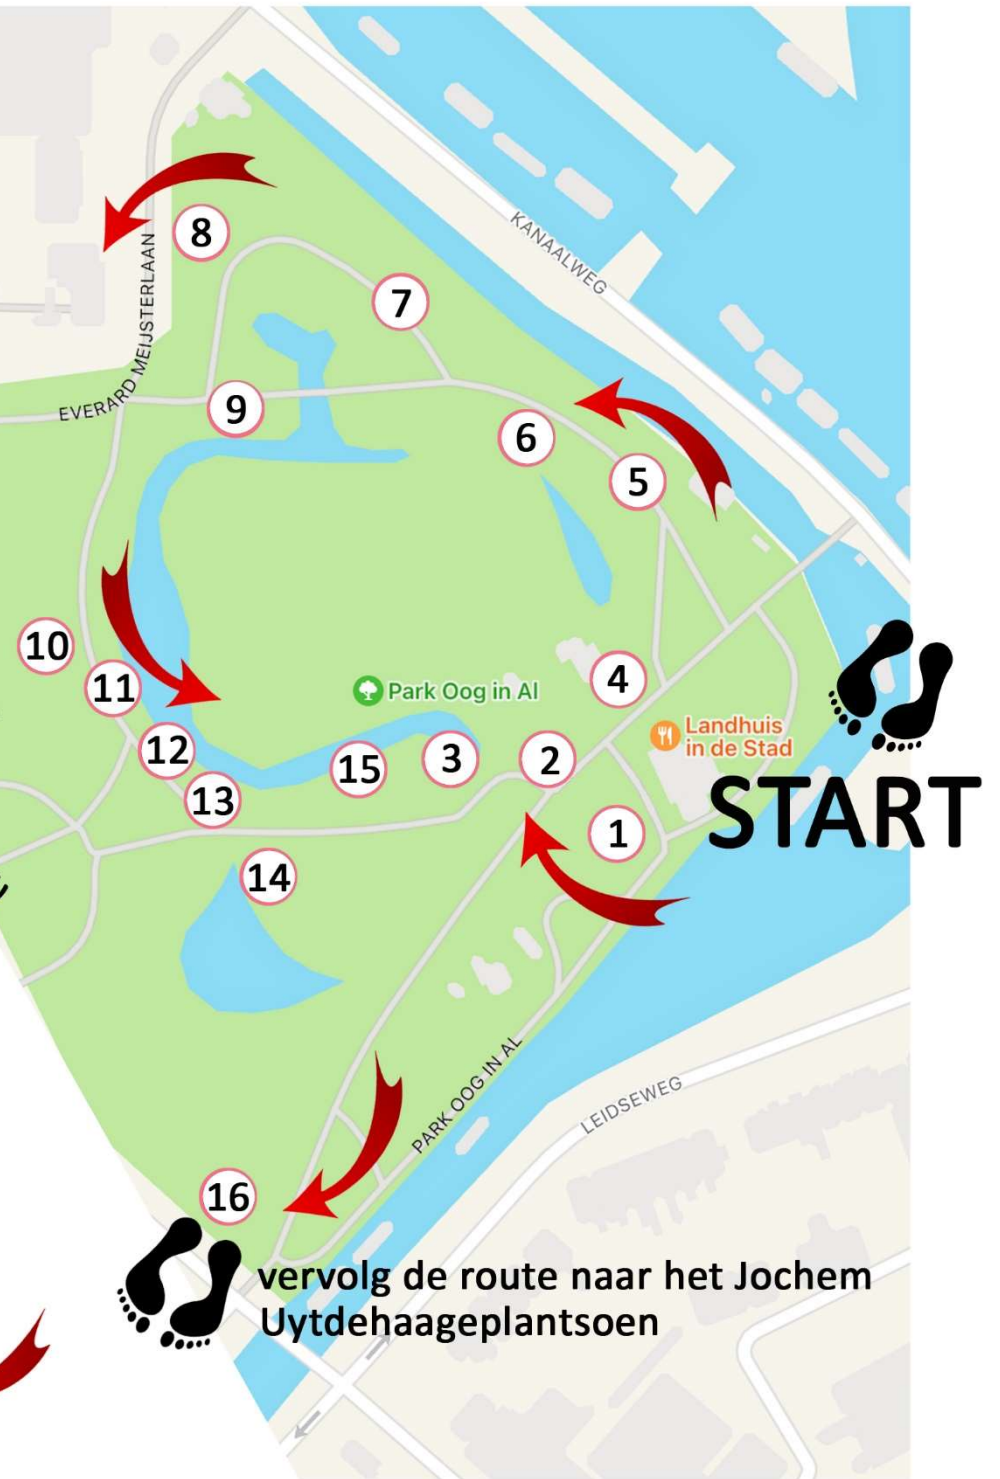 KANAALWEG
8
EVERARD MEIJSTERLAAN
7
9
6
5
10
11
Park Oog in Al
4
12
Landhuis
in de Stad
15
3
2
13
START
1
14
PARK OOG IN AL
LEIDSEWEG
16
vervolg de route naar het Jochem
Uytdehaageplantsoen